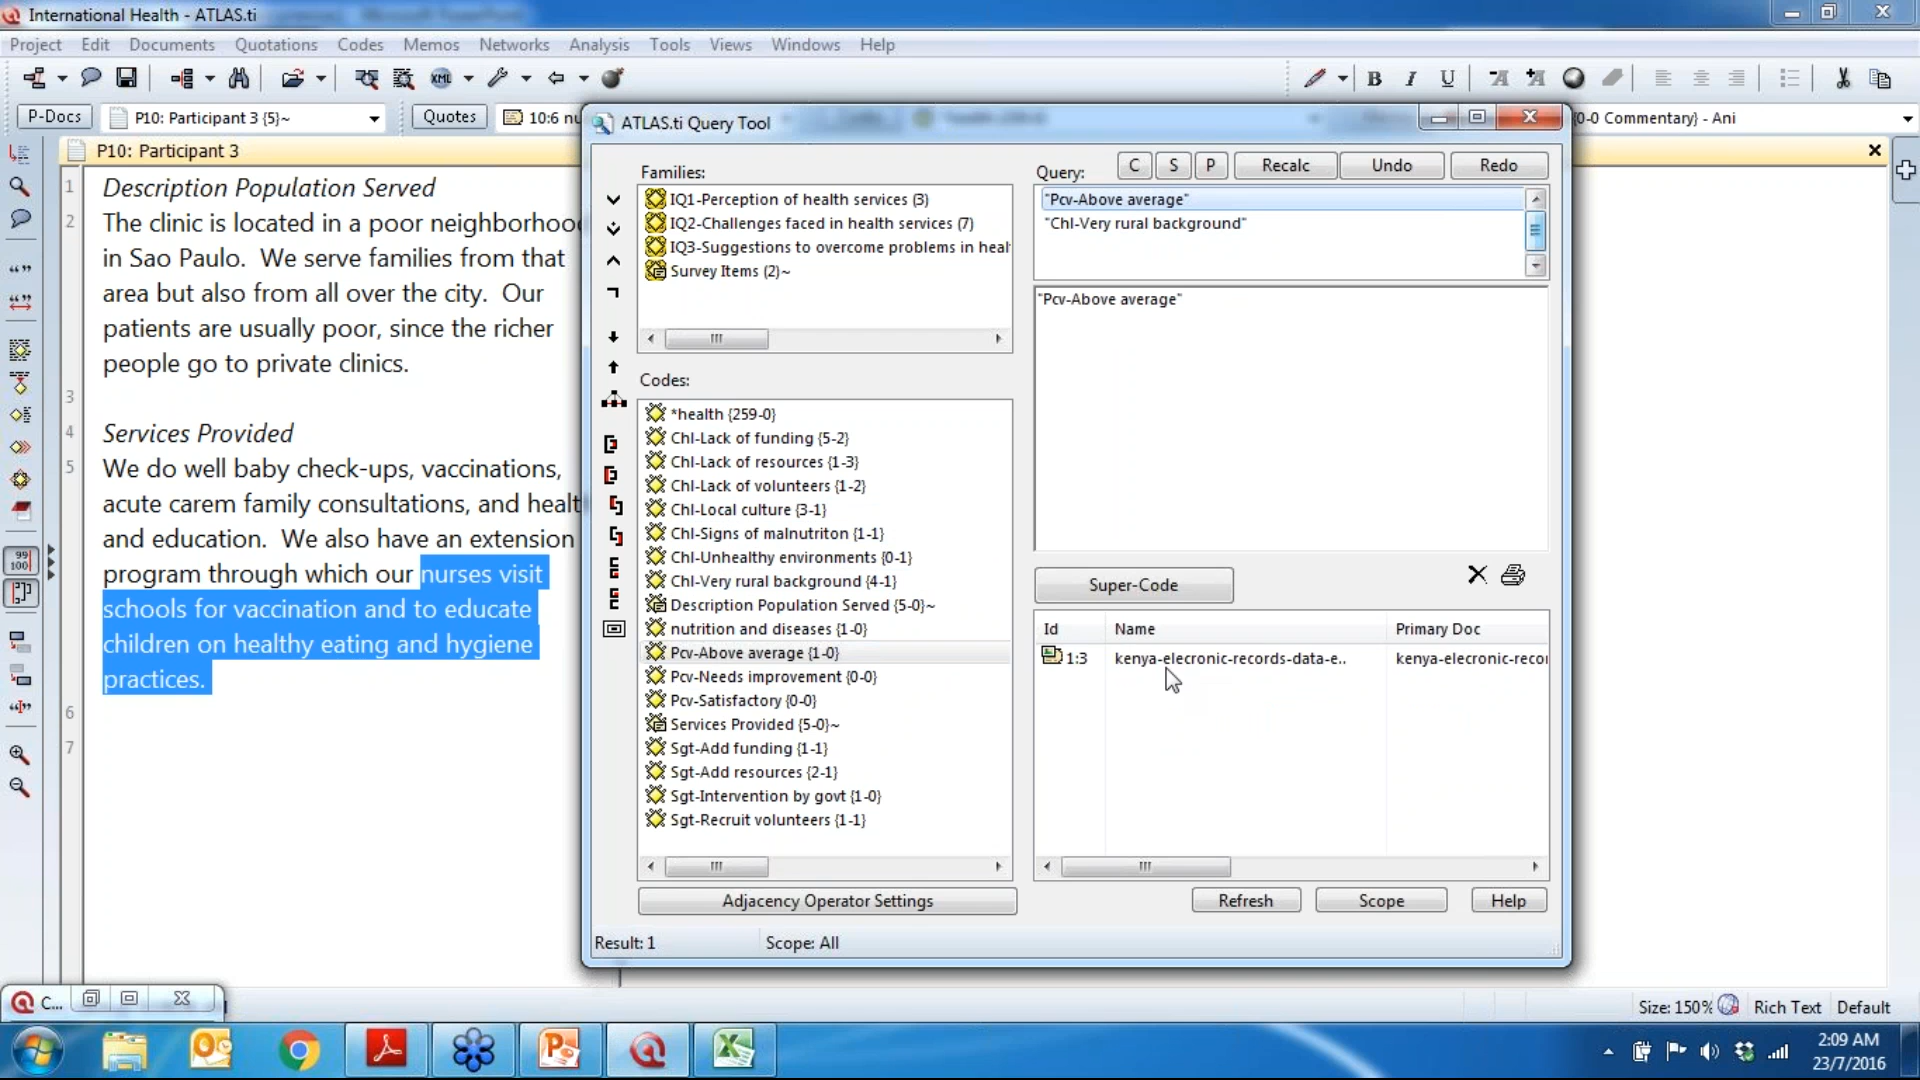 International Health - ATLAS.ti
Project Edit Documents Quotations Codes Memos Networks Analysis Tools Views Windows Help
P-Docs P10: Participant 3 {5}~ Quotes 10:6 nu {0-0 Commentary} - Ani
P10: Participant 3
1 Description Population Served
2 The clinic is located in a poor neighborhood
in Sao Paulo. We serve families from that
area but also from all over the city. Our
patients are usually poor, since the richer
people go to private clinics.
3
4 Services Provided
5 We do well baby check-ups, vaccinations,
acute carem family consultations, and healt
and education. We also have an extension
program through which our nurses visit
schools for vaccination and to educate
children on healthy eating and hygiene
practices.
6
7
ATLAS.ti Query Tool
Families:
IQ1-Perception of health services (3)
IQ2-Challenges faced in health services (7)
IQ3-Suggestions to overcome problems in heal
Survey Items (2)~
Codes:
*health {259-0}
Chl-Lack of funding {5-2}
Chl-Lack of resources {1-3}
Chl-Lack of volunteers {1-2}
Chl-Local culture {3-1}
Chl-Signs of malnutriton {1-1}
Chl-Unhealthy environments {0-1}
Chl-Very rural background {4-1}
Description Population Served {5-0}~
nutrition and diseases {1-0}
Pcv-Above average {1-0}
Pcv-Needs improvement {0-0}
Pcv-Satisfactory {0-0}
Services Provided {5-0}~
Sgt-Add funding {1-1}
Sgt-Add resources {2-1}
Sgt-Intervention by govt {1-0}
Sgt-Recruit volunteers {1-1}
Adjacency Operator Settings
Query: C S P Recalc Undo Redo
"Pcv-Above average"
"Chl-Very rural background"
"Pcv-Above average"
Super-Code
Id Name Primary Doc
1:3 kenya-elecronic-records-data-e.. kenya-elecronic-recor
Refresh Scope Help
Result: 1 Scope: All
C...
Size: 150% Rich Text Default
2:09 AM
23/7/2016